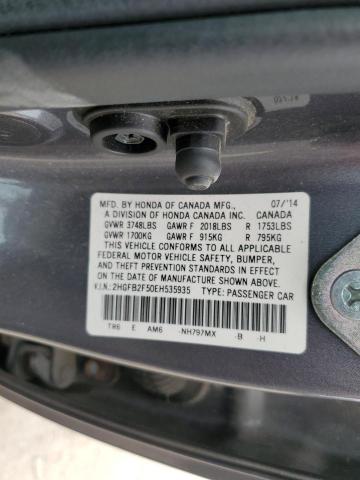 MFD. BY HONDA OF CANADA MFG., 07/'14
A DIVISION OF HONDA CANADA INC. CANADA
GVWR 3748LBS GAWR F 2018LBS R 1753LBS
GVWR 1700KG GAWR F 915KG R 795KG
THIS VEHICLE CONFORMS TO ALL APPLICABLE
FEDERAL MOTOR VEHICLE SAFETY, BUMPER,
AND THEFT PREVENTION STANDARDS IN EFFECT
ON THE DATE OF MANUFACTURE SHOWN ABOVE.
V.I.N.: 2HGFB2F50EH535935 TYPE: PASSENGER CAR
T86 E AM6 -NH797MX -B -H